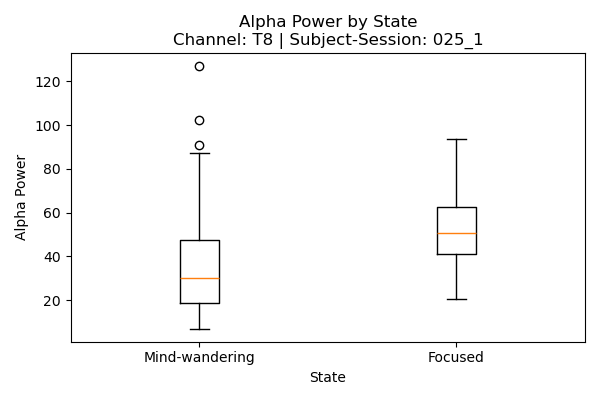 Alpha Power by State
Channel: T8 | Subject-Session: 025_1
120
100
80
60
40
20
Alpha Power
Mind-wandering
Focused
State